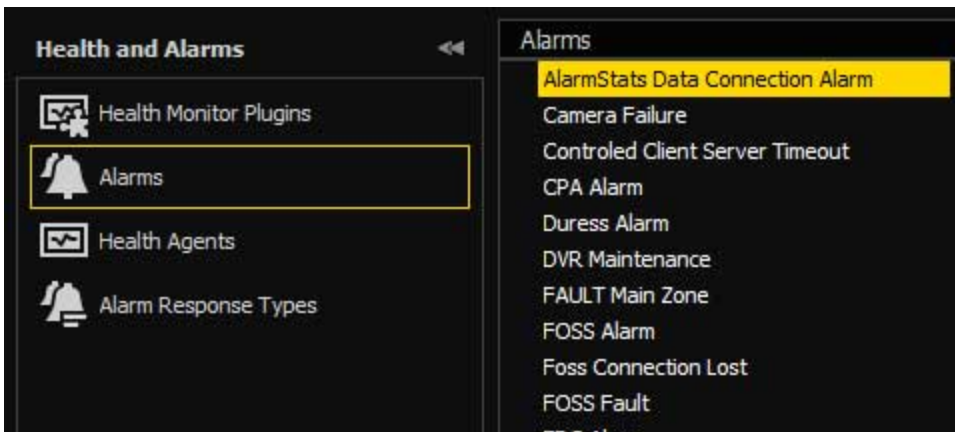 Health and Alarms
Health Monitor Plugins
Alarms
Health Agents
Alarm Response Types
Alarms
AlarmStats Data Connection Alarm
Camera Failure
Controled Client Server Timeout
CPA Alarm
Duress Alarm
DVR Maintenance
FAULT Main Zone
FOSS Alarm
Foss Connection Lost
FOSS Fault